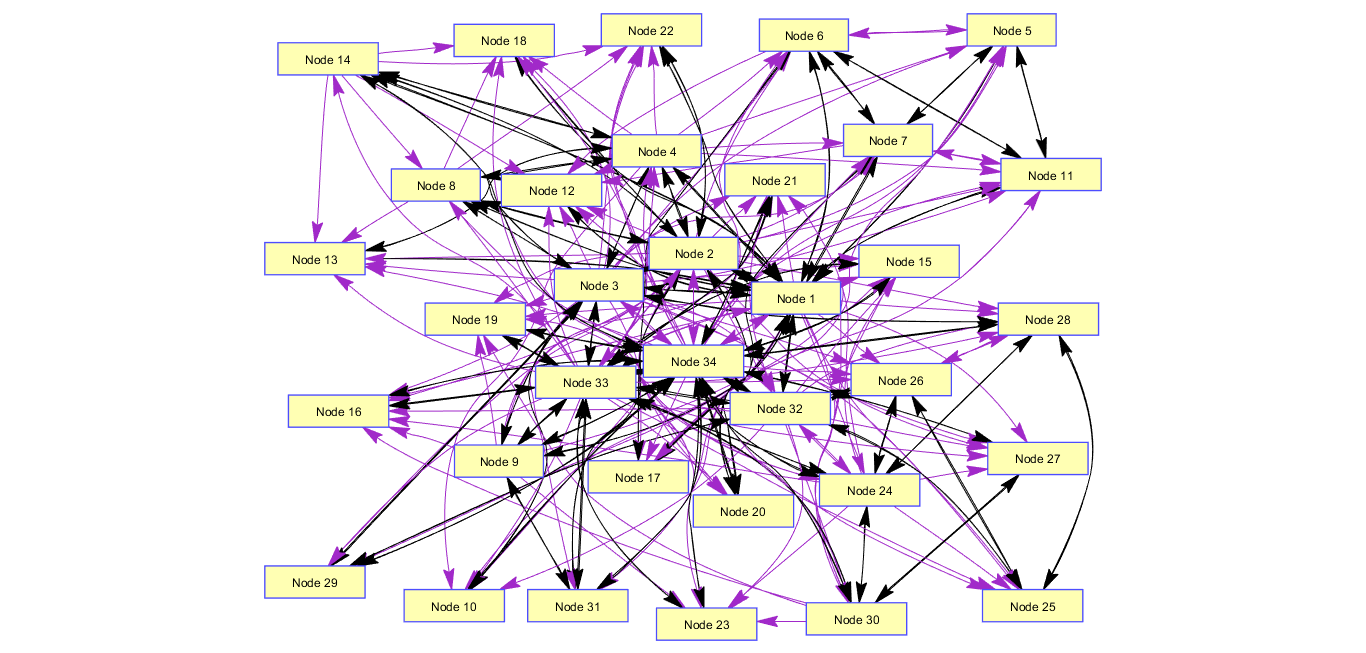 Node 22
Node 5
Node 6
Node 18
Node 14
Node 7
Node 4
Node 11
Node 21
Node 8
Node 12
Node 2
Node 13
Node 15
Node 3
Node 1
Node 19
Node 28
Node 34
Node 33
Node 26
Node 32
Node 16
Node 27
Node 9
Node 17
Node 24
Node 20
Node 29
Node 10
Node 31
Node 25
Node 30
Node 23